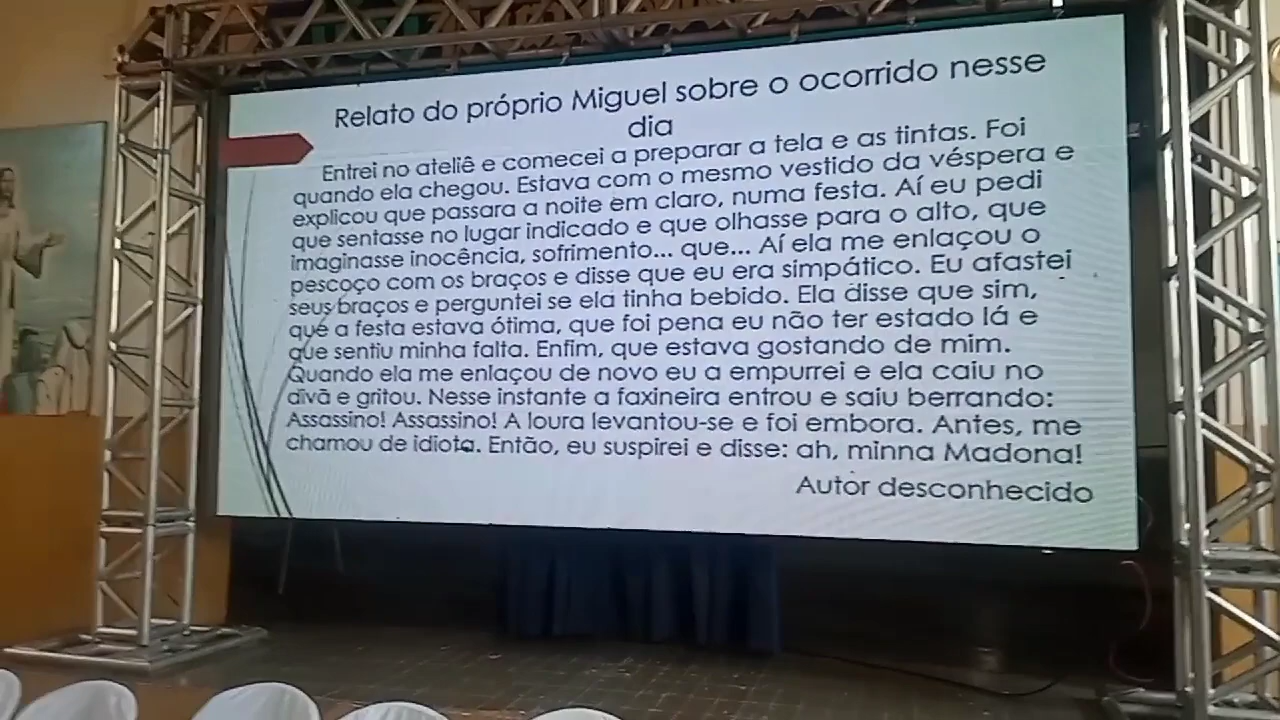 Relato do próprio Miguel sobre o ocorrido nesse
dia
Entrei no ateliê e comecei a preparar a tela e as tintas. Foi
quando ela chegou. Estava com o mesmo vestido da véspera e
explicou que passara a noite em claro, numa festa. Aí eu pedi
que sentasse no lugar indicado e que olhasse para o alto, que
imaginasse inocência, sofrimento... que... Aí ela me enlaçou o
pescoço com os braços e disse que eu era simpático. Eu afastei
seus braços e perguntei se ela tinha bebido. Ela disse que sim,
que a festa estava ótima, que foi pena eu não ter estado lá e
que sentiu minha falta. Enfim, que estava gostando de mim.
Quando ela me enlaçou de novo eu a empurrei e ela caiu no
divã e gritou. Nesse instante a faxineira entrou e saiu berrando:
Assassino! Assassino! A loura levantou-se e foi embora. Antes, me
chamou de idiota. Então, eu suspirei e disse: ah, minna Madona!
Autor desconhecido